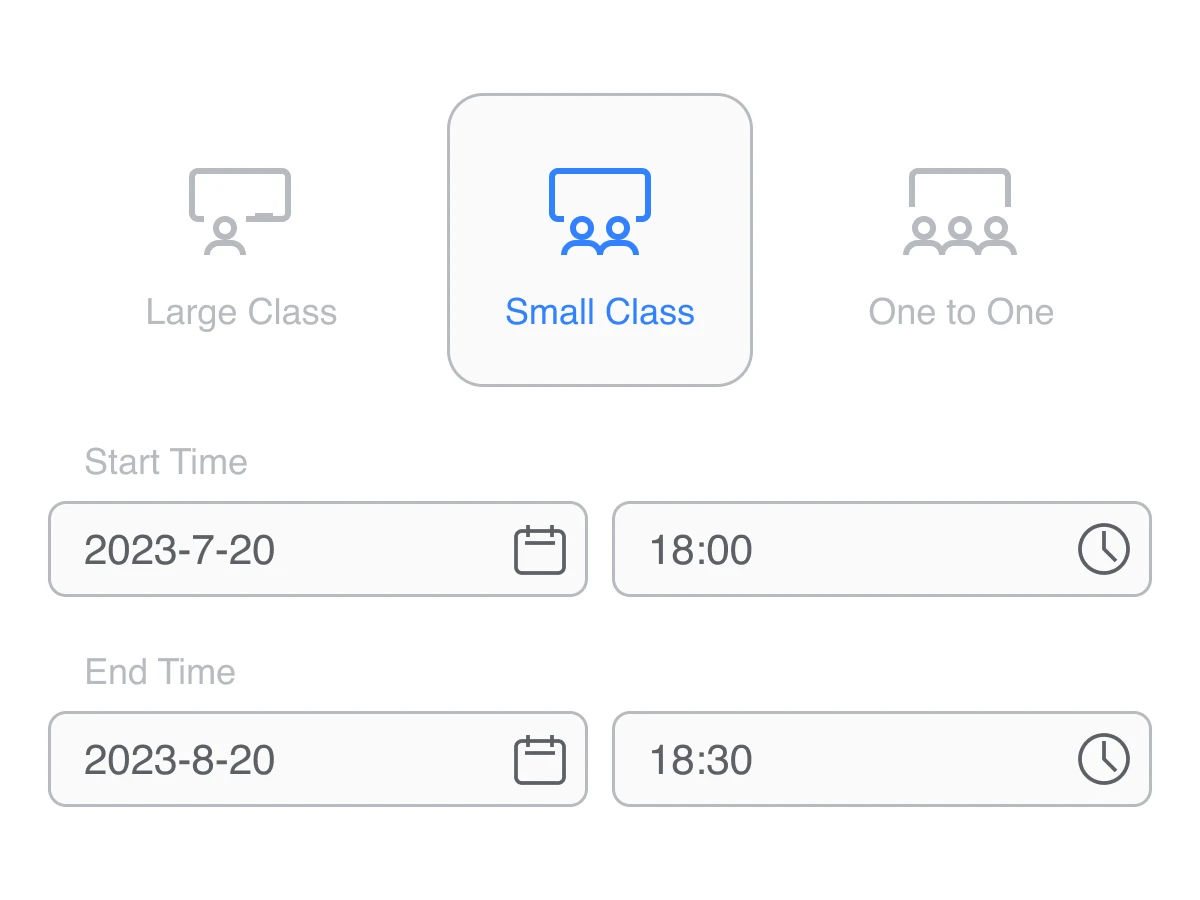 Large Class
Small Class
One to One
Start Time
2023-7-20
18:00
End Time
2023-8-20
18:30